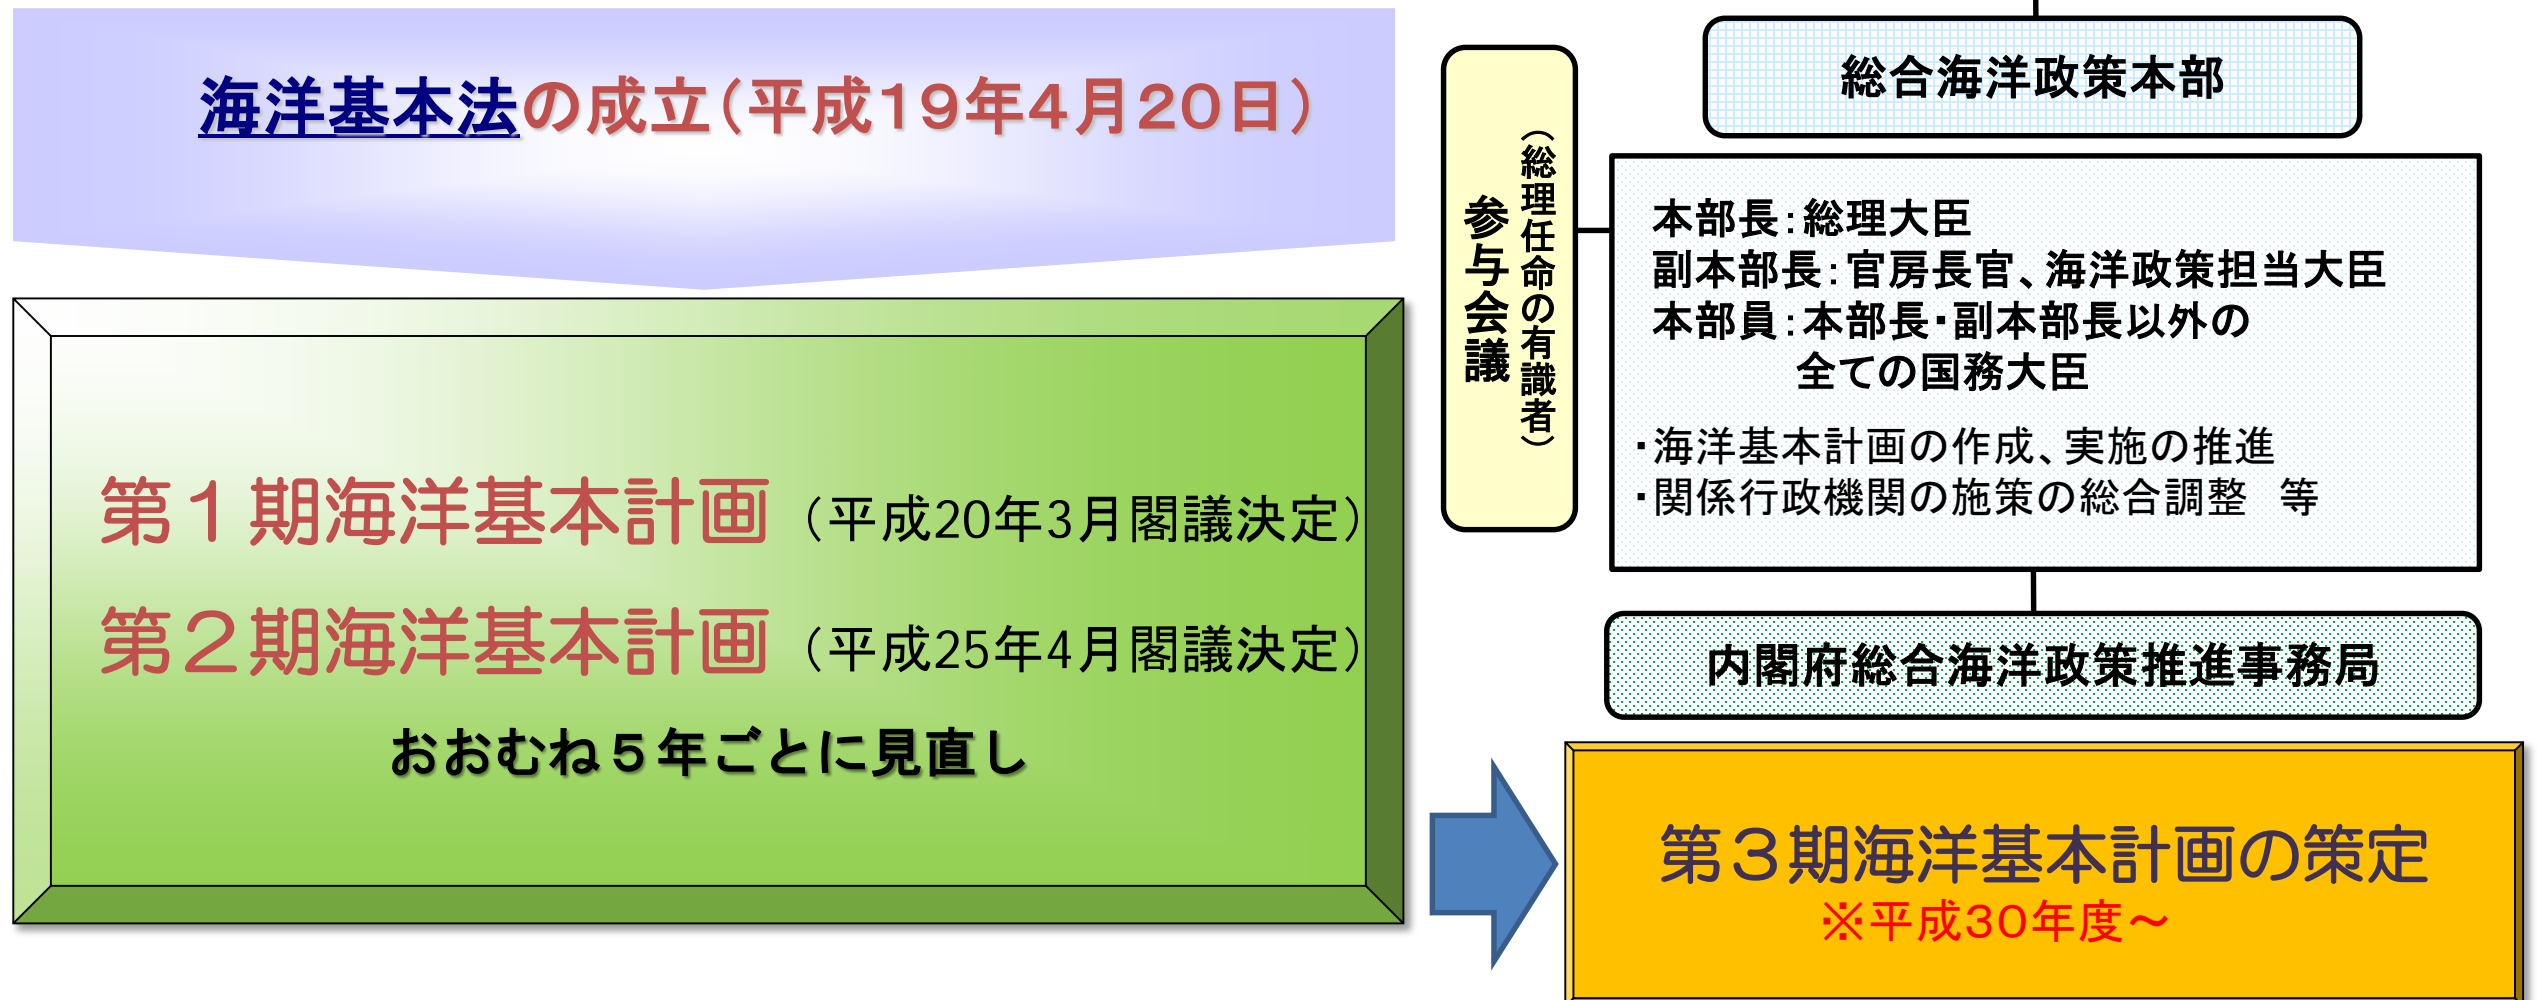 海洋基本法の成立（平成１９年４月２０日）
第１期海洋基本計画（平成20年3月閣議決定）
第２期海洋基本計画（平成25年4月閣議決定）
おおむね５年ごとに見直し
総合海洋政策本部
参与会議
（総理任命の有識者）
本部長：総理大臣
副本部長：官房長官、海洋政策担当大臣
本部員：本部長・副本部長以外の
全ての国務大臣
・海洋基本計画の作成、実施の推進
・関係行政機関の施策の総合調整　等
内閣府総合海洋政策推進事務局
第３期海洋基本計画の策定
※平成３０年度～